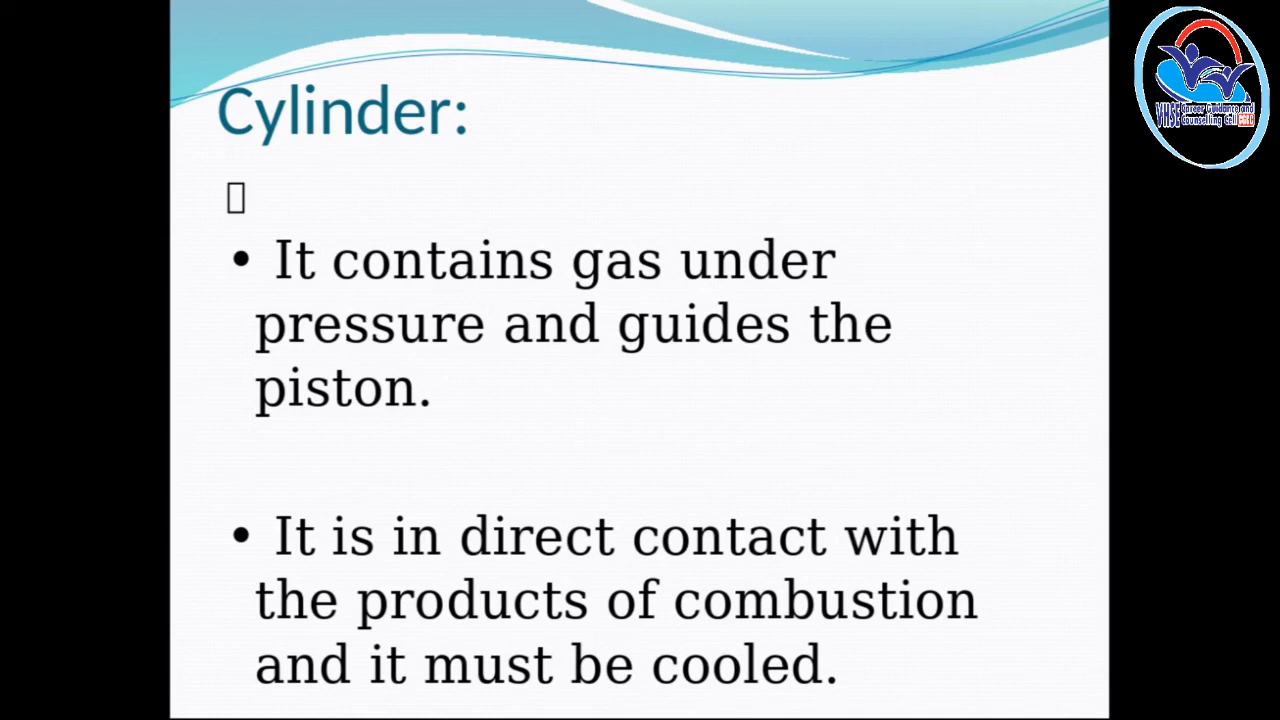 Cylinder:
• It contains gas under
pressure and guides the
piston.
• It is in direct contact with
the products of combustion
and it must be cooled.
VHSE Career Guidance and
Counselling Cell CGCC